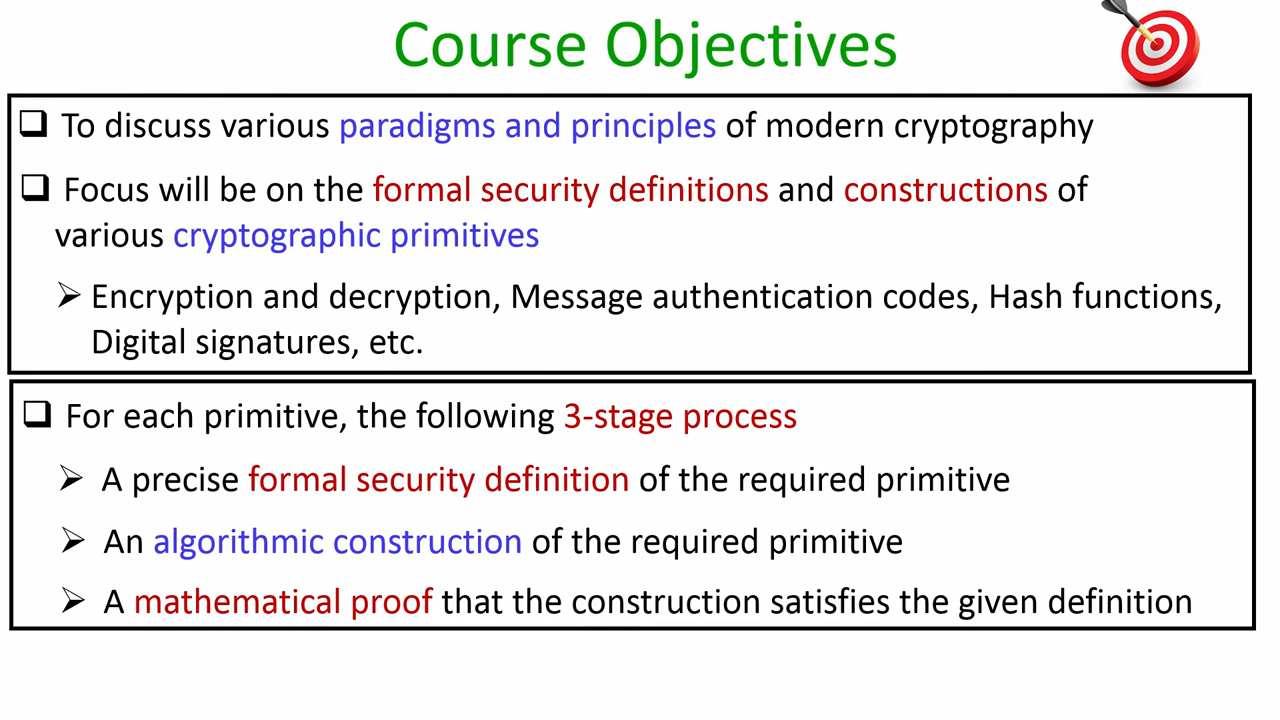 Course Objectives
❑ To discuss various paradigms and principles of modern cryptography
❑ Focus will be on the formal security definitions and constructions of
various cryptographic primitives
➢ Encryption and decryption, Message authentication codes, Hash functions,
Digital signatures, etc.
❑ For each primitive, the following 3-stage process
➢ A precise formal security definition of the required primitive
➢ An algorithmic construction of the required primitive
➢ A mathematical proof that the construction satisfies the given definition